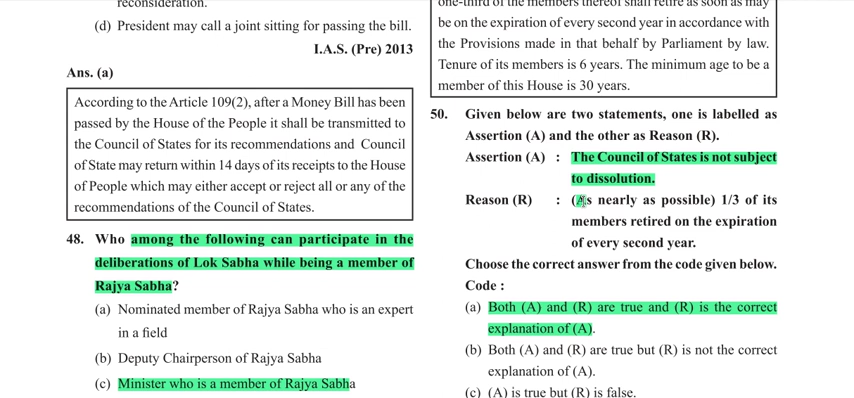 reconsideration.
(d) President may call a joint sitting for passing the bill.
I.A.S. (Pre) 2013
Ans. (a)
According to the Article 109(2), after a Money Bill has been
passed by the House of the People it shall be transmitted to
the Council of States for its recommendations and Council
of State may return within 14 days of its receipts to the House
of People which may either accept or reject all or any of the
recommendations of the Council of States.
48. Who among the following can participate in the
deliberations of Lok Sabha while being a member of
Rajya Sabha?
(a) Nominated member of Rajya Sabha who is an expert
in a field
(b) Deputy Chairperson of Rajya Sabha
(c) Minister who is a member of Rajya Sabha
one-third of the members thereof shall retire as soon as may
be on the expiration of every second year in accordance with
the Provisions made in that behalf by Parliament by law.
Tenure of its members is 6 years. The minimum age to be a
member of this House is 30 years.
50. Given below are two statements, one is labelled as
Assertion (A) and the other as Reason (R).
Assertion (A) : The Council of States is not subject
to dissolution.
Reason (R) : (As nearly as possible) 1/3 of its
members retired on the expiration
of every second year.
Choose the correct answer from the code given below.
Code :
(a) Both (A) and (R) are true and (R) is the correct
explanation of (A).
(b) Both (A) and (R) are true but (R) is not the correct
explanation of (A).
(c) (A) is true but (R) is false.